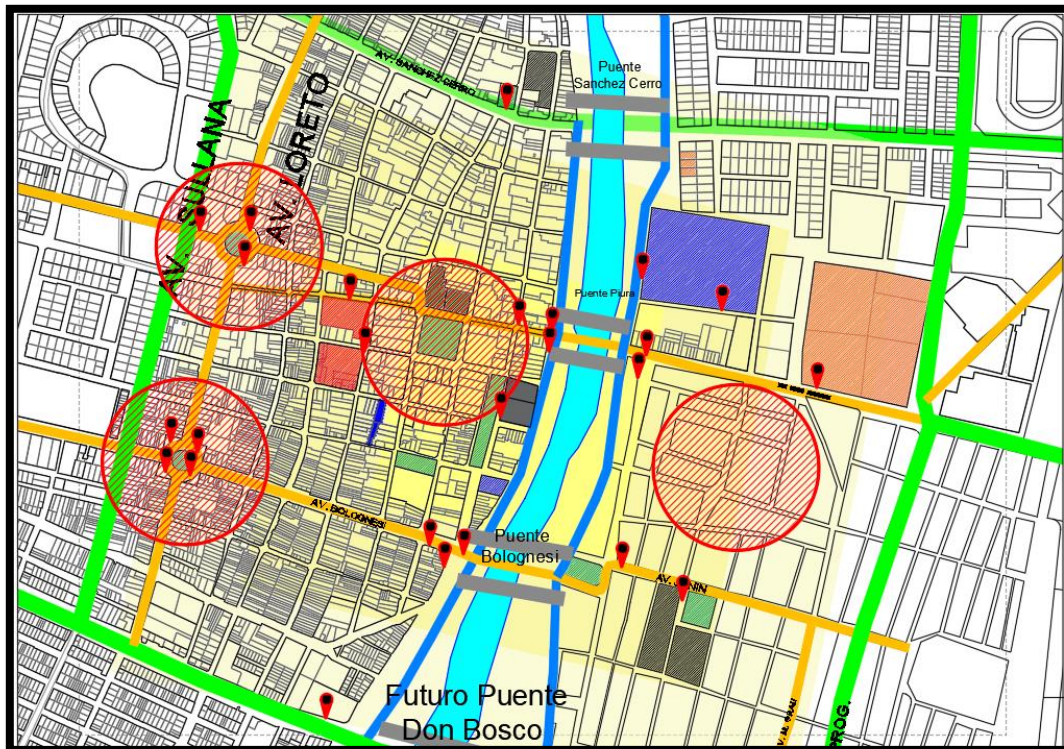 AV. SANCHEZ CERRO
Puente
Sanchez Cerro
AV. SULLANA
AV. LORETO
Puente Piura
AV. BOLOGNESI
Puente
Bolognesi
AV. JUNIN
Futuro Puente
Don Bosco
PROG.